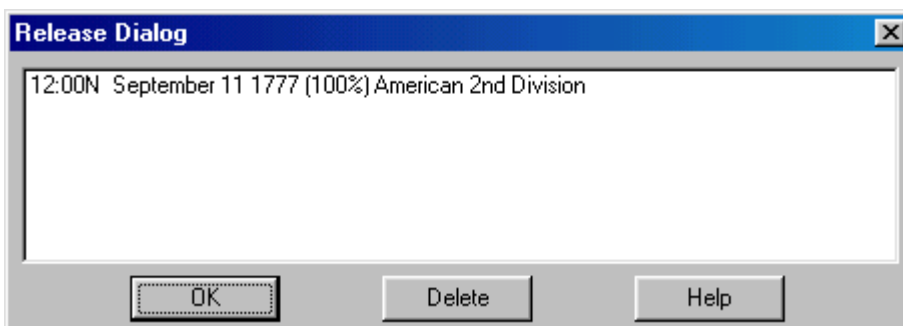 Release Dialog
12:00N September 11 1777 (100%) American 2nd Division
OK Delete Help